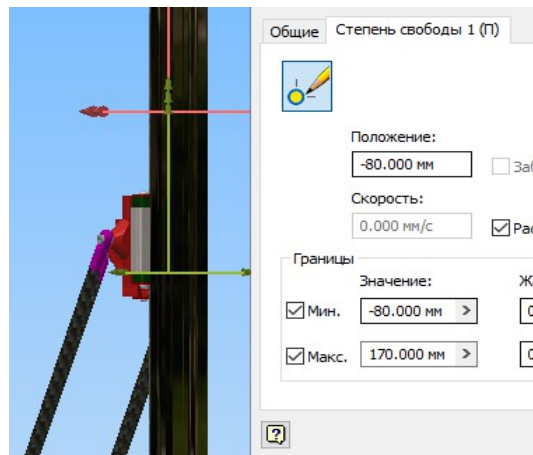 Общие
Степень свободы 1 (П)
Положение:
-80.000 мм
Скорость:
0.000 мм/с
Границы
Значение:
Мин.
-80.000 мм >
Макс.
170.000 мм >
?